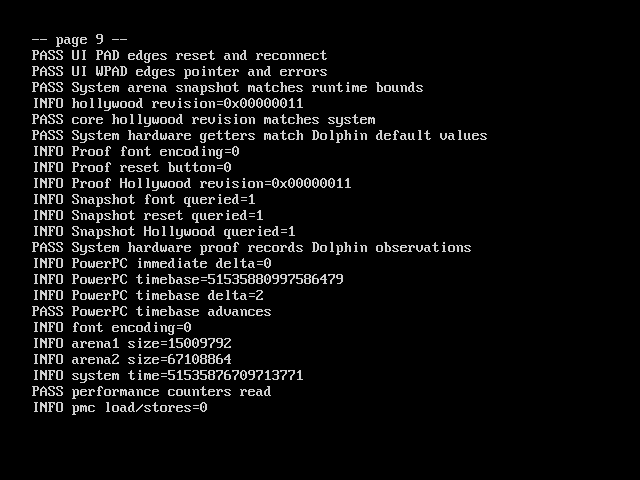 -- page 9 --
PASS UI PAD edges reset and reconnect
PASS UI WPAD edges pointer and errors
PASS System arena snapshot matches runtime bounds
INFO hollywood revision=0x00000011
PASS core hollywood revision matches system
PASS System hardware getters match Dolphin default values
INFO Proof font encoding=0
INFO Proof reset button=0
INFO Proof Hollywood revision=0x00000011
INFO Snapshot font queried=1
INFO Snapshot reset queried=1
INFO Snapshot Hollywood queried=1
PASS System hardware proof records Dolphin observations
INFO PowerPC immediate delta=0
INFO PowerPC timebase=51535880997586479
INFO PowerPC timebase delta=2
PASS PowerPC timebase advances
INFO font encoding=0
INFO arena1 size=15009792
INFO arena2 size=67108864
INFO system time=51535876709713771
PASS performance counters read
INFO pmc load/stores=0